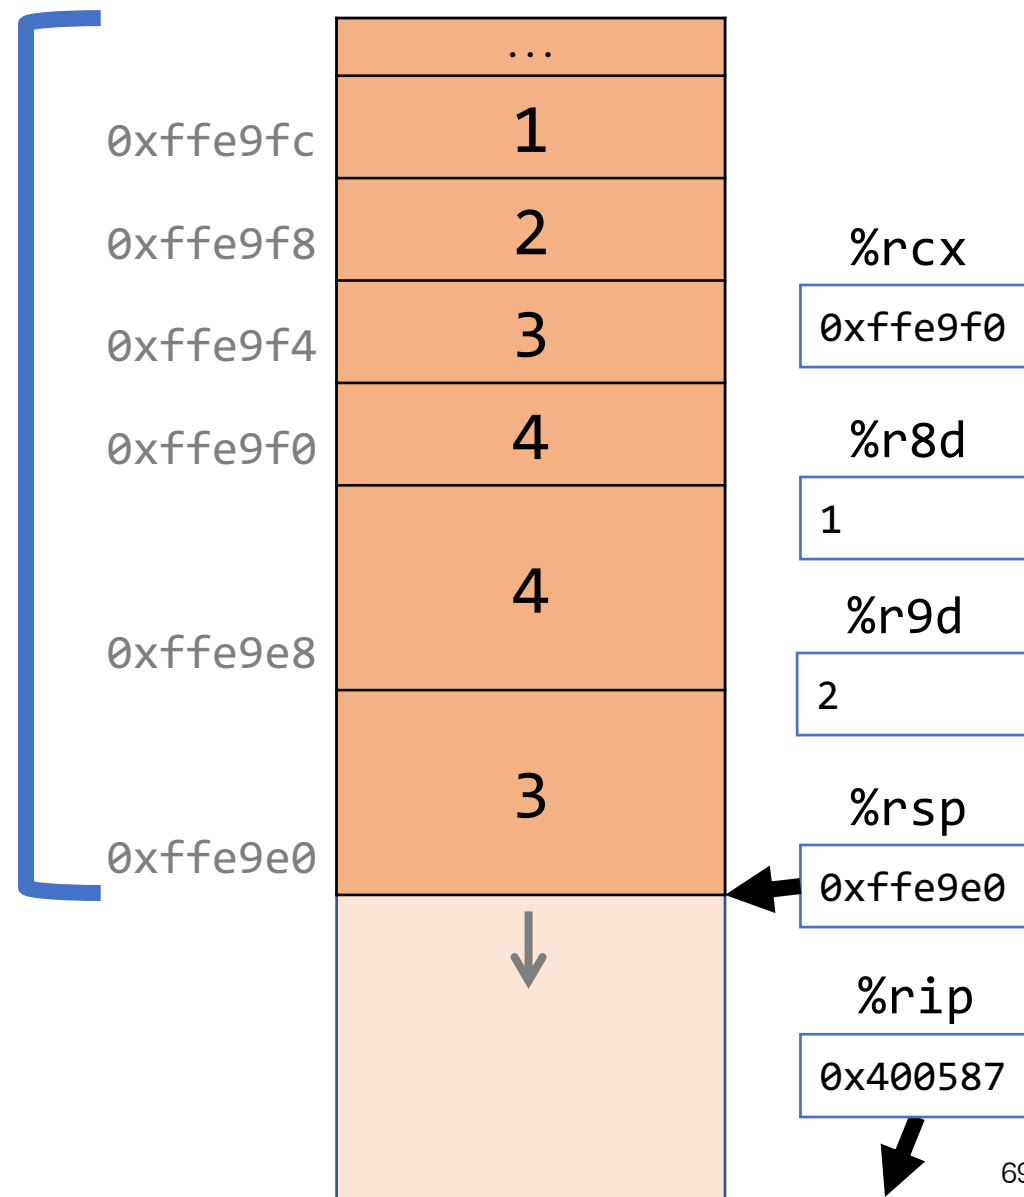 ...
0xffe9fc 1
0xffe9f8 2
0xffe9f4 3
0xffe9f0 4
0xffe9e8 4
0xffe9e0 3
%rcx
0xffe9f0
%r8d
1
%r9d
2
%rsp
0xffe9e0
%rip
0x400587
69